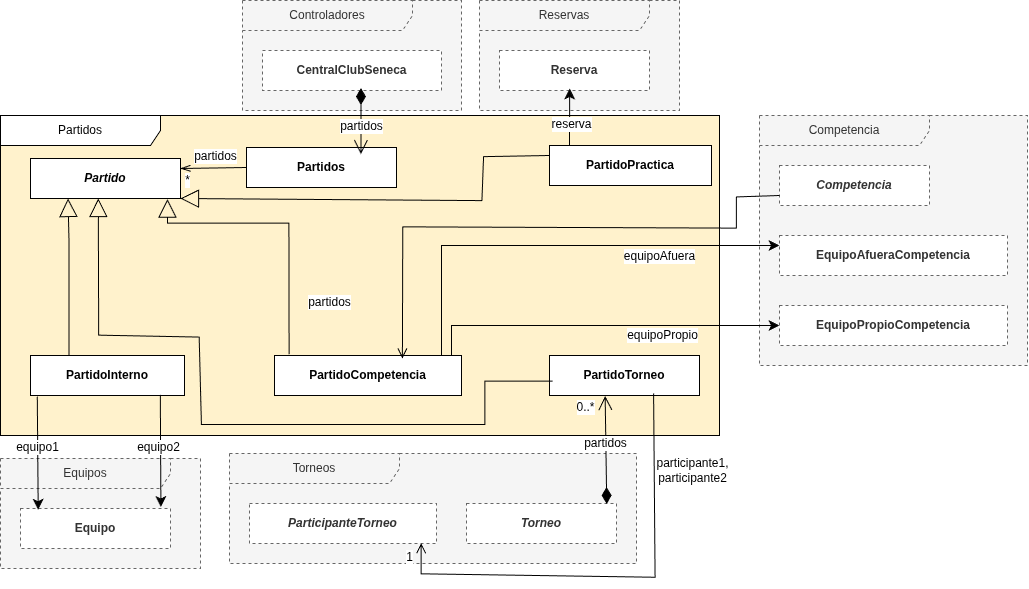 Controladores
Reservas
CentralClubSeneca
Reserva
Partidos
partidos
reserva
Competencia
partidos
Partidos
PartidoPractica
Partido
*
Competencia
equipoAfuera
EquipoAfueraCompetencia
partidos
EquipoPropioCompetencia
equipoPropio
PartidoInterno
PartidoCompetencia
PartidoTorneo
0..*
equipo1
equipo2
partidos
Equipos
Torneos
participante1,
participante2
Equipo
ParticipanteTorneo
Torneo
1